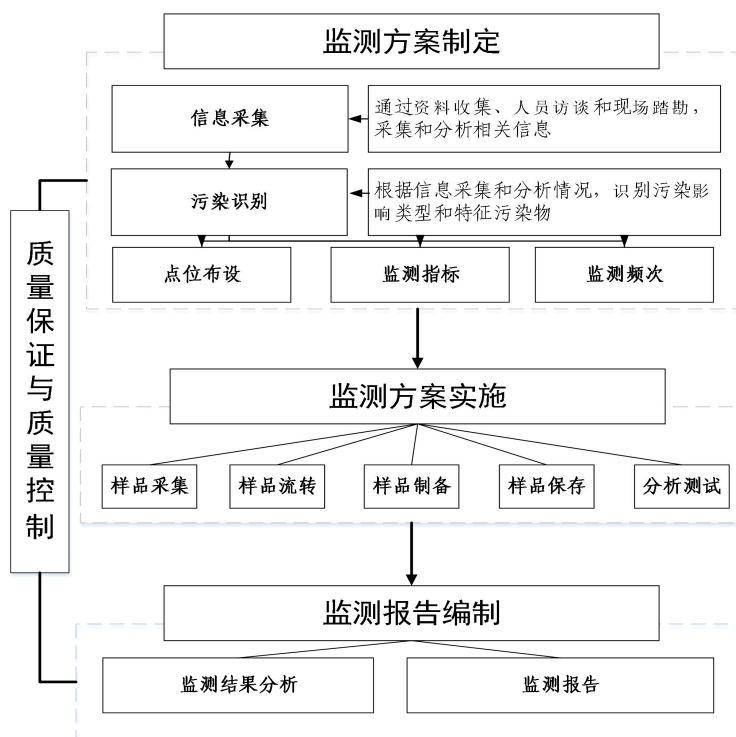 监测方案制定
信息采集
通过资料收集、人员访谈和现场踏勘，
采集和分析相关信息
污染识别
根据信息采集和分析情况，识别污染影
响类型和特征污染物
点位布设
监测指标
监测频次
质量保证与质量控制
监测方案实施
样品采集
样品流转
样品制备
样品保存
分析测试
监测报告编制
监测结果分析
监测报告